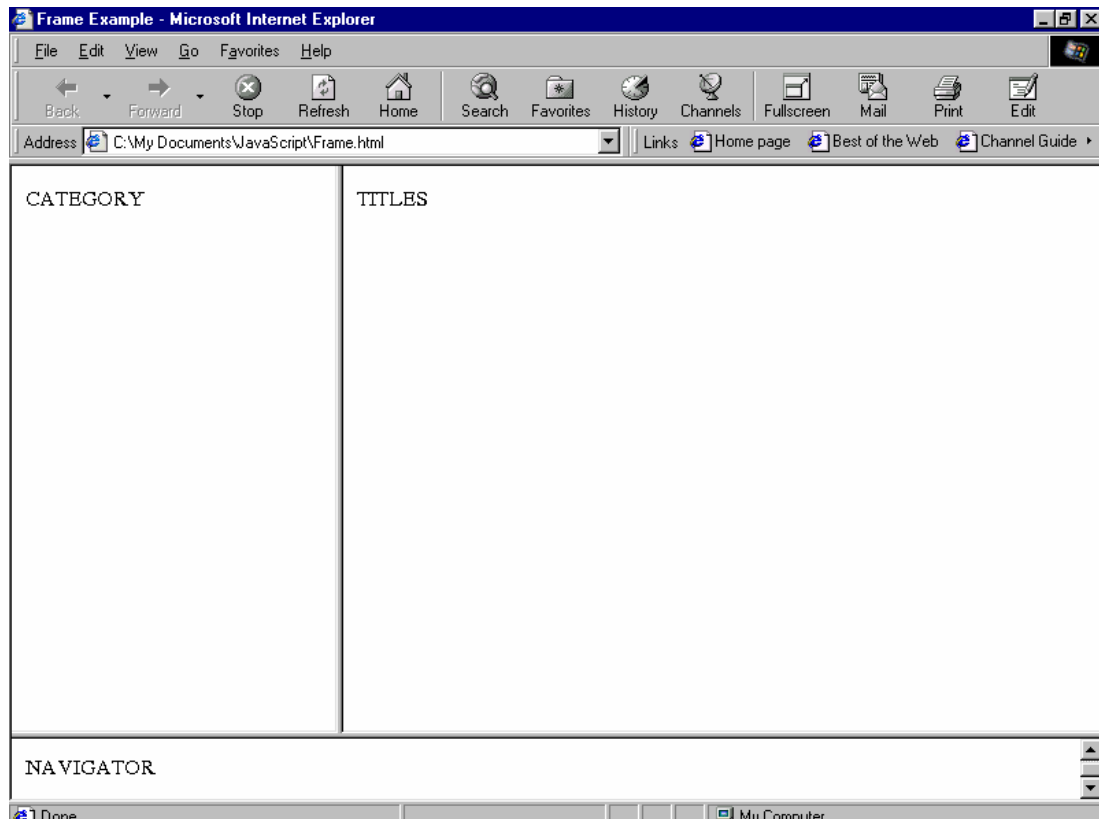 Frame Example - Microsoft Internet Explorer
File Edit View Go Favorites Help
Back Forward Stop Refresh Home Search Favorites History Channels Fullscreen Mail Print Edit
Address C:\My Documents\JavaScript\Frame.html Links Home page Best of the Web Channel Guide
CATEGORY TITLES
NAVIGATOR
Done My Computer